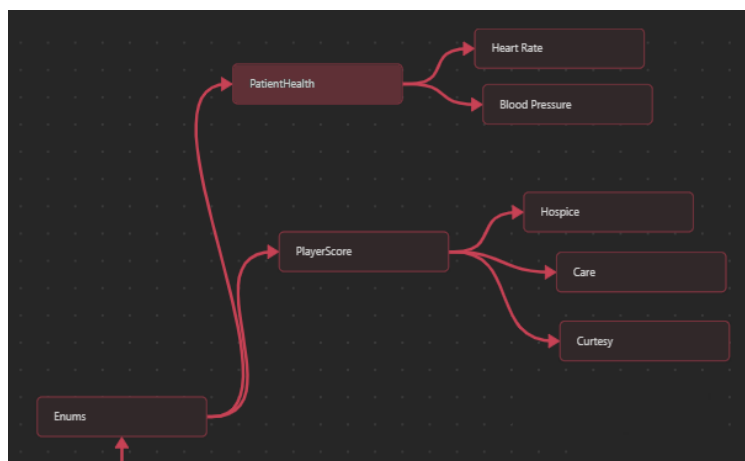 Heart Rate
PatientHealth
Blood Pressure
Hospice
PlayerScore
Care
Curtesy
Enums